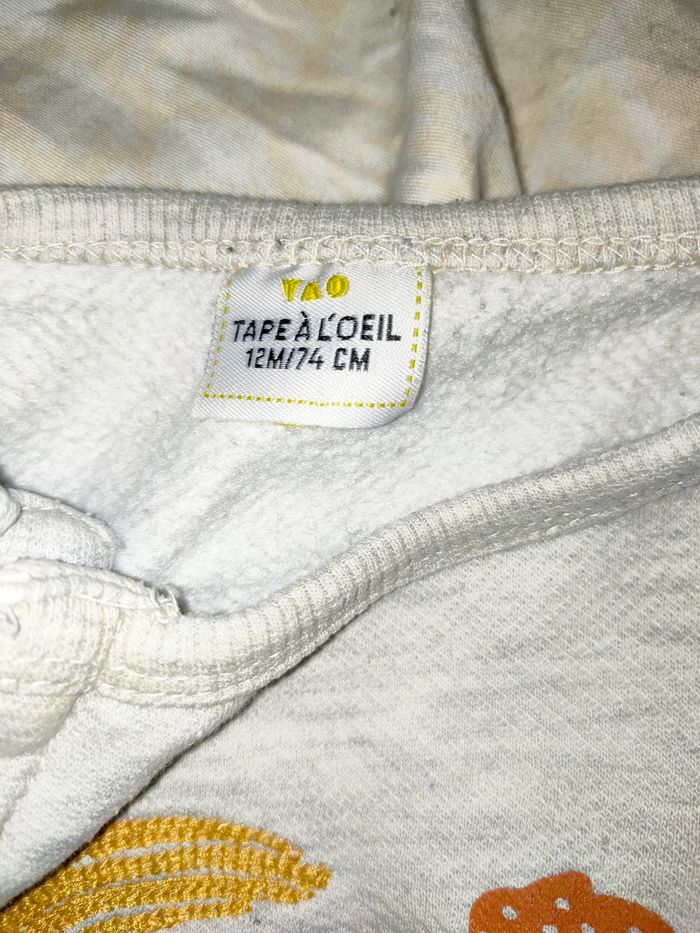 TAO
TAPE À L'OEIL
12M/74 CM